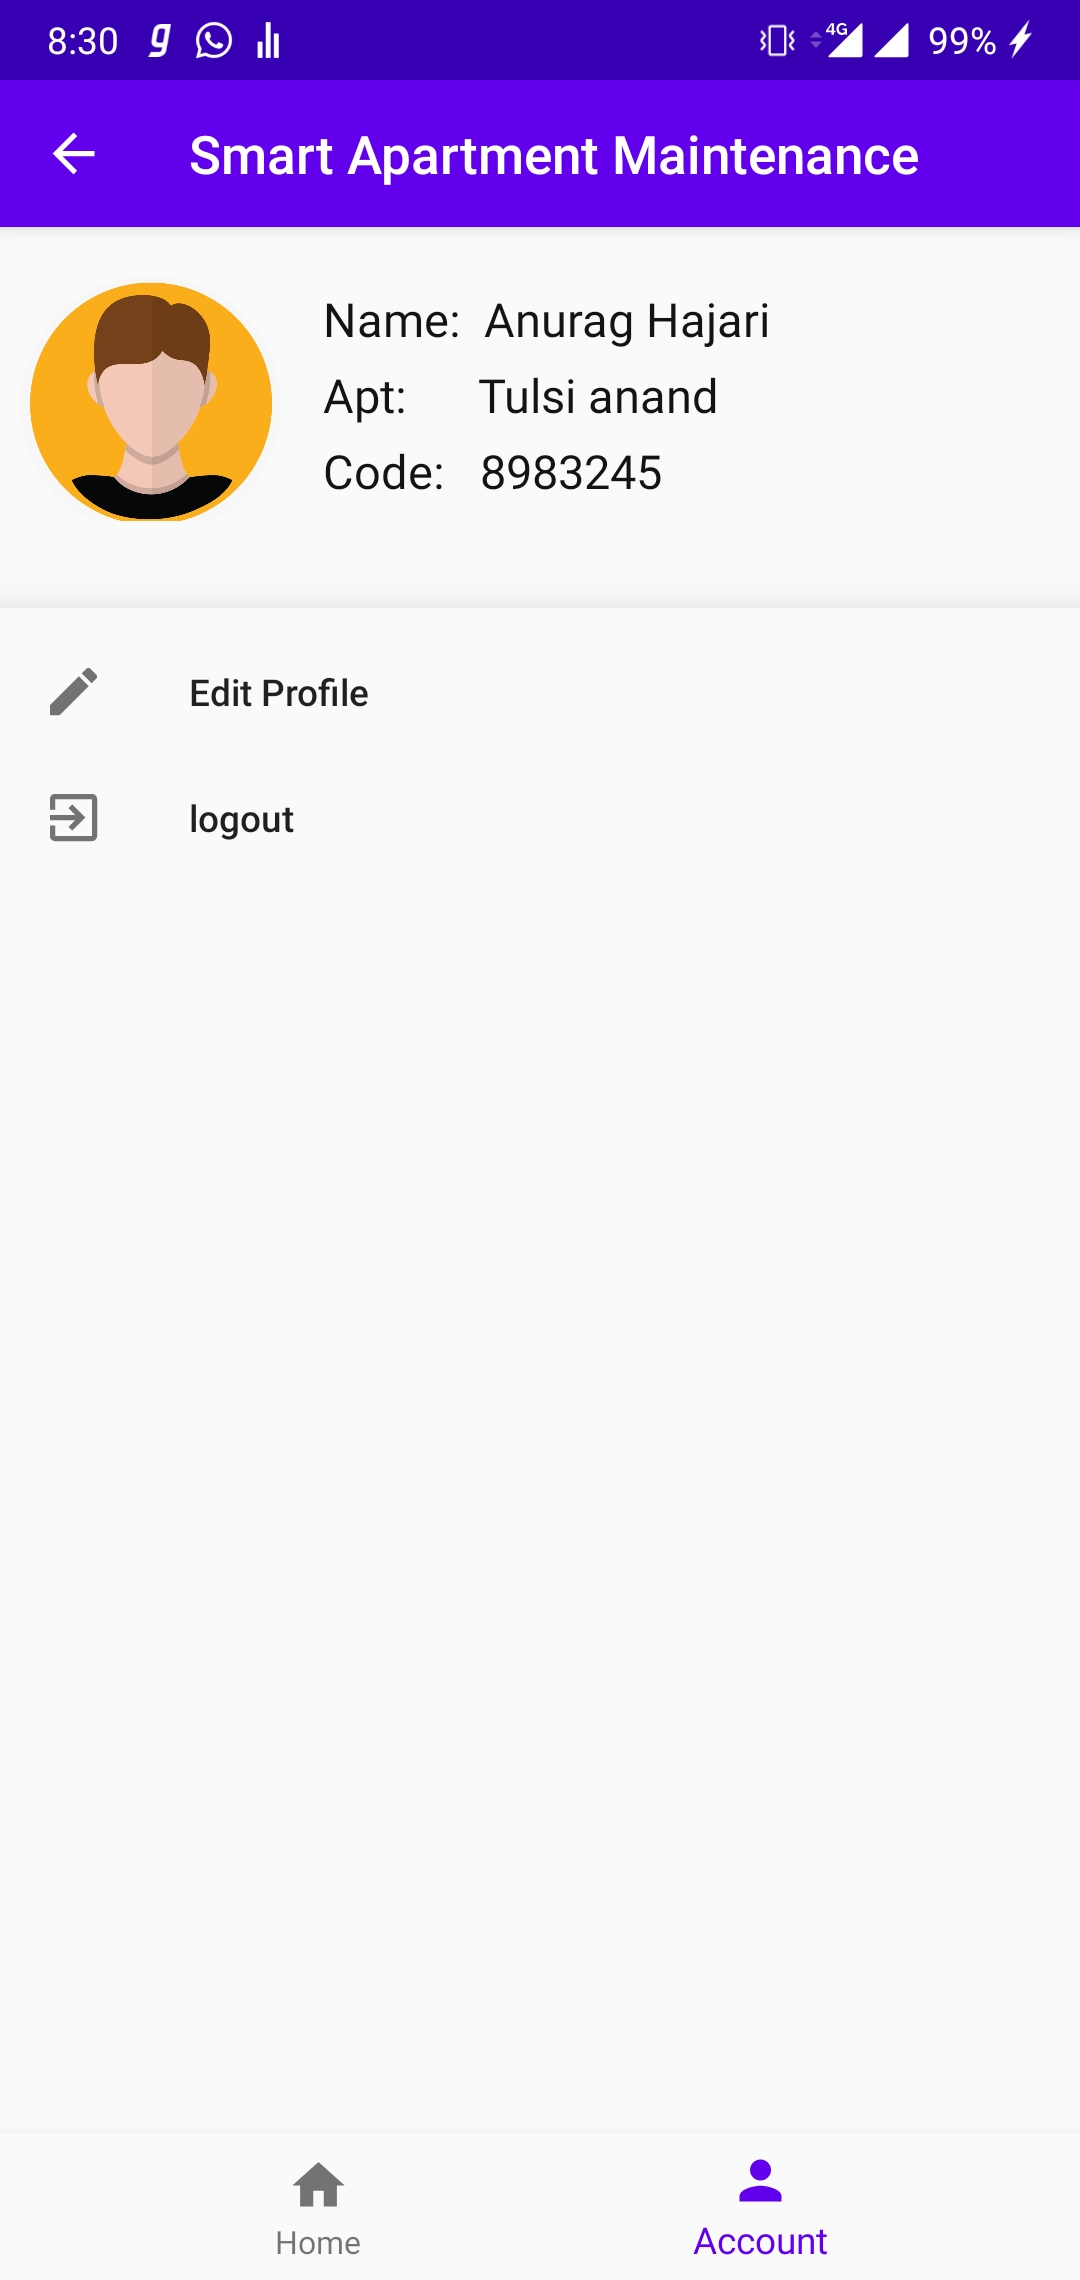 8:30 g 4G 99%
Smart Apartment Maintenance
Name: Anurag Hajari
Apt: Tulsi anand
Code: 8983245
Edit Profile
logout
Home Account